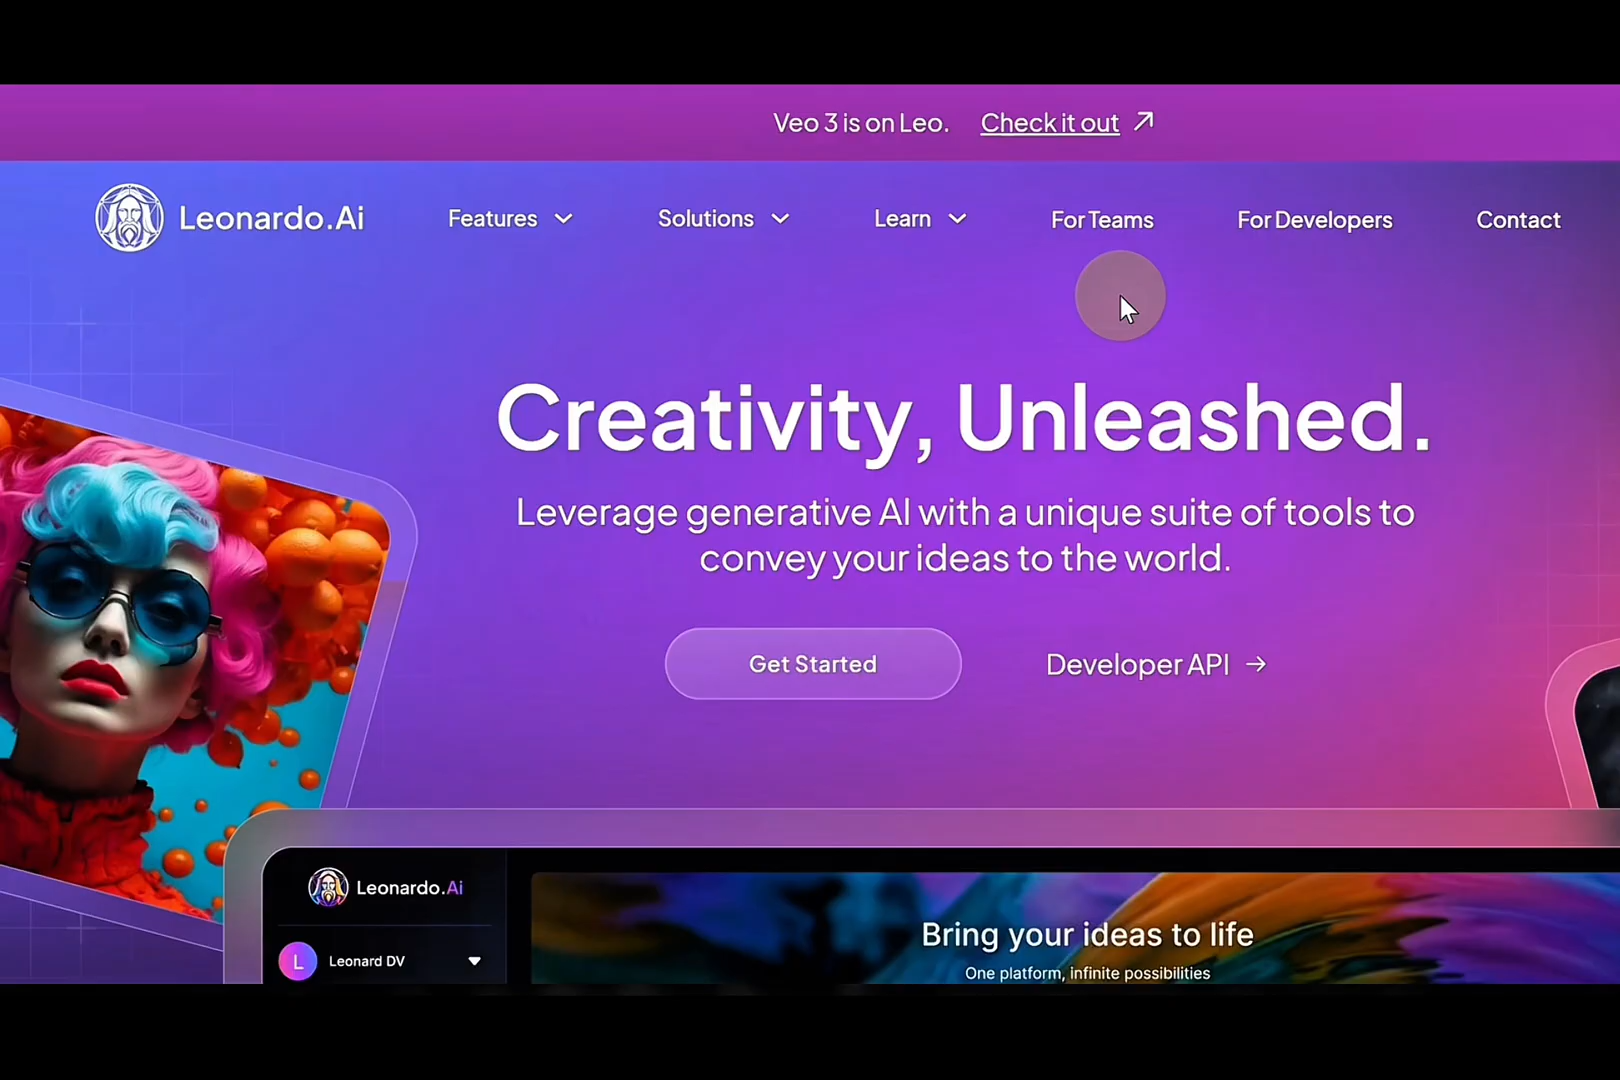 Veo 3 is on Leo. Check it out
Leonardo.Ai Features Solutions Learn For Teams For Developers Contact
Creativity, Unleashed.
Leverage generative AI with a unique suite of tools to
convey your ideas to the world.
Get Started Developer API
Leonardo.Ai
Bring your ideas to life
L Leonard DV
One platform, infinite possibilities